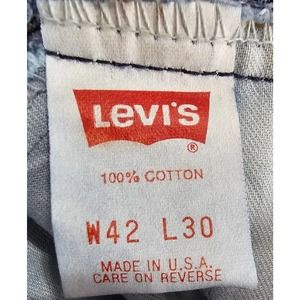 Levi's
®
100% COTTON
W42 L30
MADE IN U.S.A.
CARE ON REVERSE